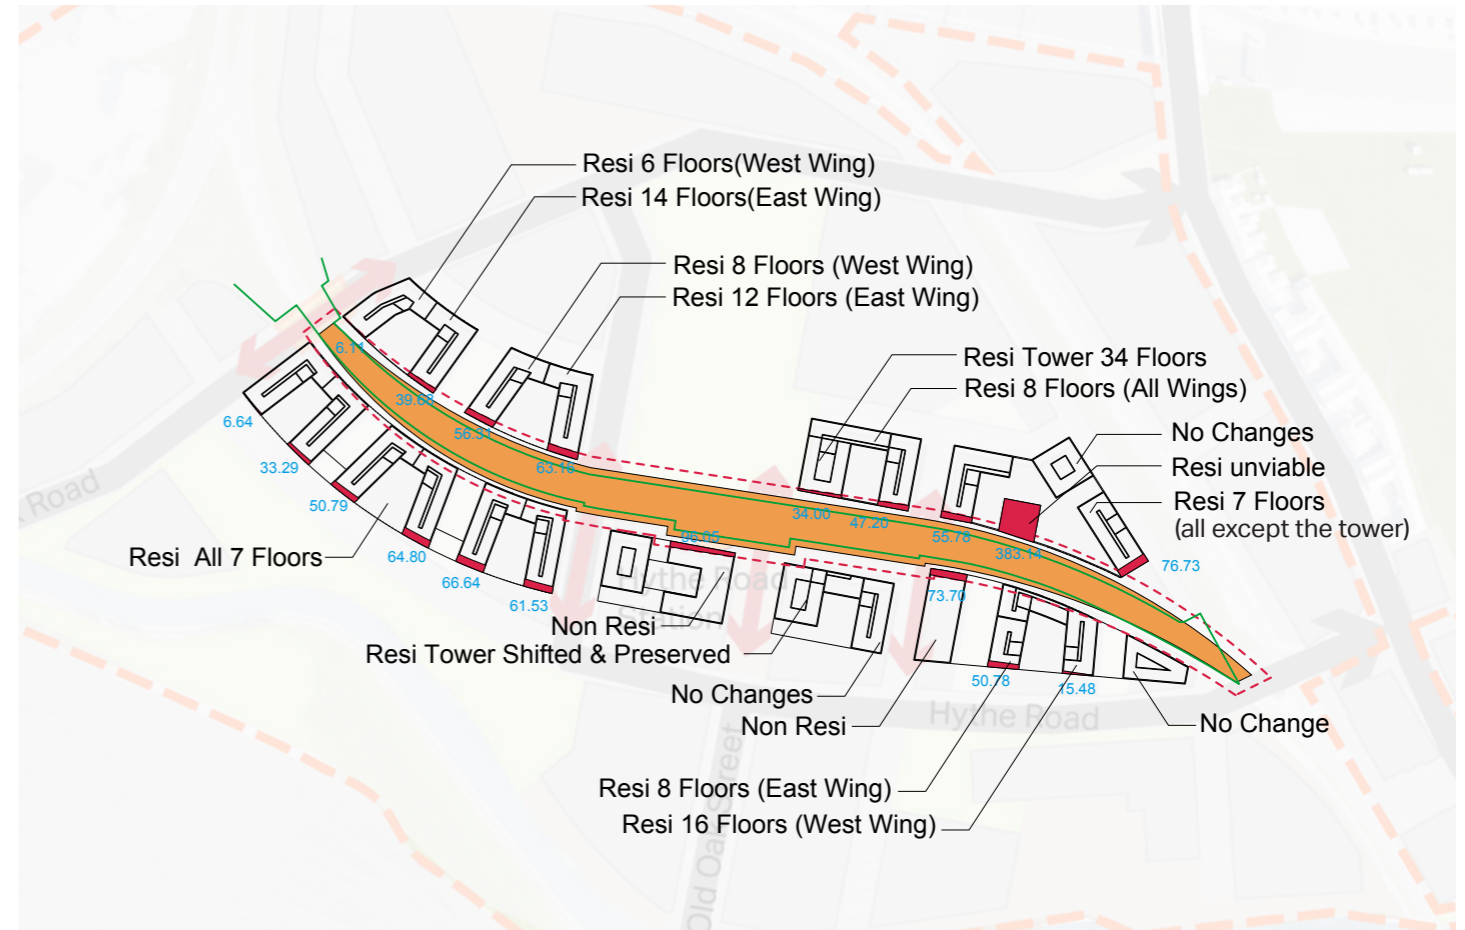 Resi 6 Floors(West Wing)
Resi 14 Floors(East Wing)
Resi 8 Floors (West Wing)
Resi 12 Floors (East Wing)
Resi Tower 34 Floors
Resi 8 Floors (All Wings)
No Changes
Resi unviable
Resi 7 Floors
(all except the tower)
6.11
39.68
56.31
63.16
6.64
33.29
50.79
64.80
66.64
61.53
96.65
34.00
47.20
55.78
383.14
76.73
73.70
50.78
15.48
Road
Resi All 7 Floors
Hythe Road
Station
Non Resi
Resi Tower Shifted & Preserved
No Changes
Non Resi
Hythe Road
No Change
Old Oak Street
Resi 8 Floors (East Wing)
Resi 16 Floors (West Wing)